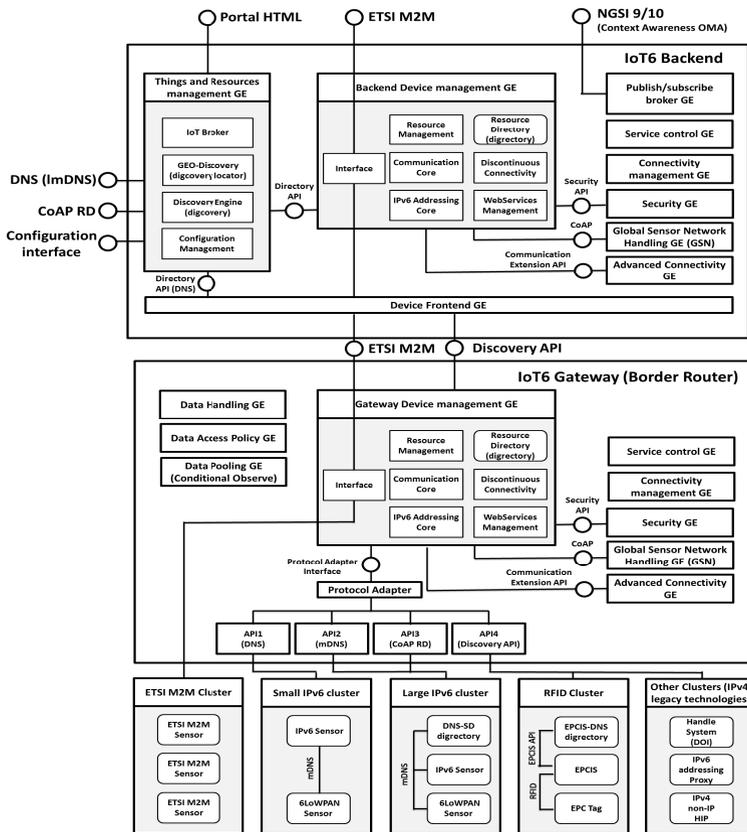 Portal HTML
ETSI M2M
NGSI 9/10
(Context Awareness OMA)
IoT6 Backend
Things and Resources
management GE
IoT Broker
GEO-Discovery
(digcovery locator)
Discovery Engine
(digcovery)
Configuration
Management
DNS (ImDNS)
CoAP RD
Configuration
interface
Directory
API
Directory
API (DNS)
Backend Device management GE
Interface
Resource
Management
Resource
Directory
(digrectory)
Communication
Core
Discontinuous
Connectivity
IPv6 Addressing
Core
WebServices
Management
Security
API
CoAP
Communication
Extension API
Publish/subscribe
broker GE
Service control GE
Connectivity
management GE
Security GE
Global Sensor Network
Handling GE (GSN)
Advanced Connectivity
GE
Device Frontend GE
ETSI M2M
Discovery API
IoT6 Gateway (Border Router)
Data Handling GE
Data Access Policy GE
Data Pooling GE
(Conditional Observe)
Gateway Device management GE
Interface
Resource
Management
Resource
Directory
(digrectory)
Communication
Core
Discontinuous
Connectivity
IPv6 Addressing
Core
WebServices
Management
Security
API
CoAP
Communication
Extension API
Service control GE
Connectivity
management GE
Security GE
Global Sensor Network
Handling GE (GSN)
Advanced Connectivity
GE
Protocol Adapter
Interface
Protocol Adapter
API1
(DNS)
API2
(mDNS)
API3
(CoAP RD)
API4
(Discovery API)
ETSI M2M Cluster
ETSI M2M
Sensor
ETSI M2M
Sensor
ETSI M2M
Sensor
Small IPv6 cluster
IPv6 Sensor
mDNS
6LoWPAN
Sensor
Large IPv6 cluster
DNS-SD
digrectory
mDNS
IPv6 Sensor
6LoWPAN
Sensor
RFID Cluster
EPCIS-DNS
digrectory
EPCIS API
EPCIS
RFID
EPC Tag
Other Clusters (IPv4
legacy technologies
Handle
System
(DOI)
IPv6
addressing
Proxy
IPv4
non-IP
HIP